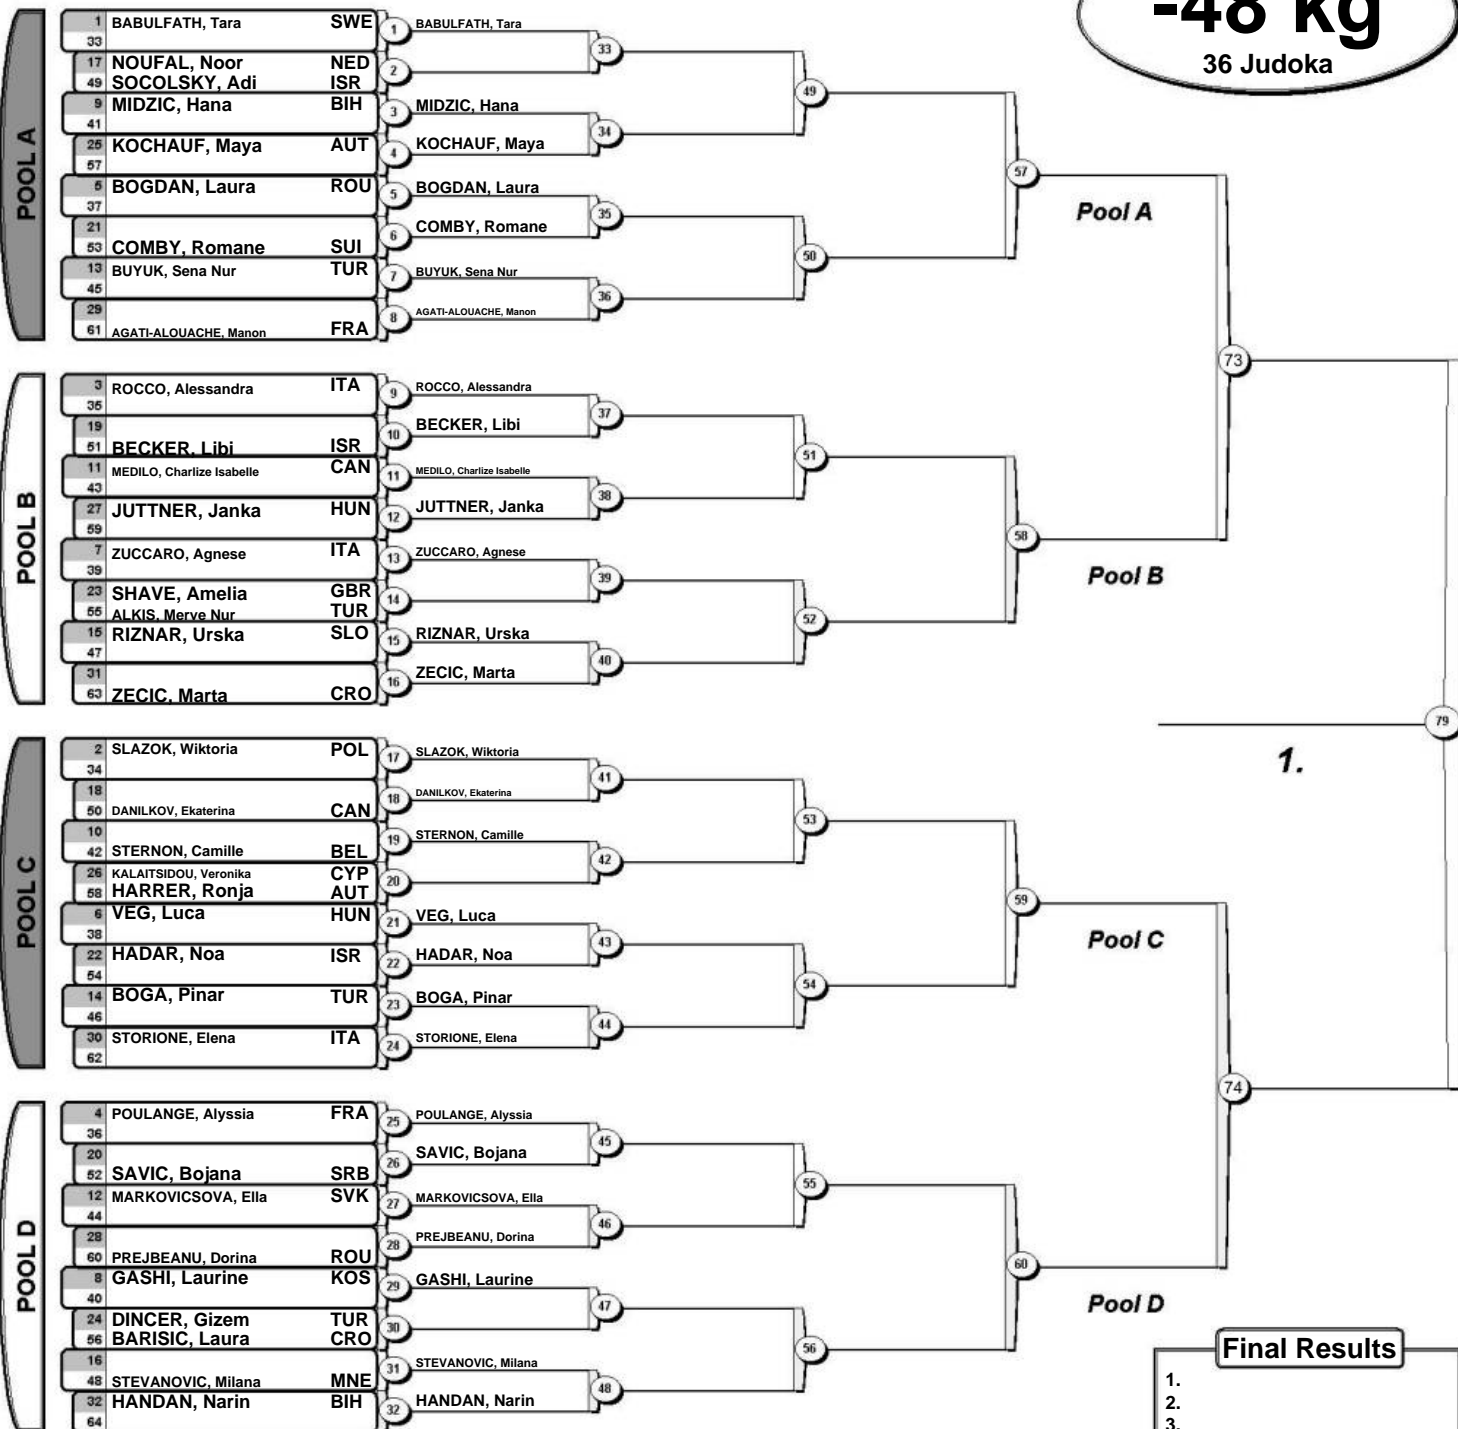 -48 kg
36 Judoka
POOL A
1 BABULFATH, Tara SWE
33
1 BABULFATH, Tara
17 NOUFAL, Noor NED
49 SOCOLSKY, Adi ISR
2
33
9 MIDZIC, Hana BIH
41
3 MIDZIC, Hana
25 KOCHAUF, Maya AUT
57
4 KOCHAUF, Maya
34
49
5 BOGDAN, Laura ROU
37
5 BOGDAN, Laura
21
53 COMBY, Romane SUI
6 COMBY, Romane
35
13 BUYUK, Sena Nur TUR
45
7 BUYUK, Sena Nur
29
61 AGATI-ALOUACHE, Manon FRA
8 AGATI-ALOUACHE, Manon
36
50
57
Pool A
73
POOL B
3 ROCCO, Alessandra ITA
35
9 ROCCO, Alessandra
19
51 BECKER, Libi ISR
10 BECKER, Libi
37
11 MEDILO, Charlize Isabelle CAN
43
11 MEDILO, Charlize Isabelle
27 JUTTNER, Janka HUN
59
12 JUTTNER, Janka
38
51
7 ZUCCARO, Agnese ITA
39
13 ZUCCARO, Agnese
23 SHAVE, Amelia GBR
55 ALKIS, Merve Nur TUR
14
39
15 RIZNAR, Urska SLO
47
15 RIZNAR, Urska
31
63 ZECIC, Marta CRO
16 ZECIC, Marta
40
52
58
Pool B
79
1.
POOL C
2 SLAZOK, Wiktoria POL
34
17 SLAZOK, Wiktoria
18
50 DANILKOV, Ekaterina CAN
18 DANILKOV, Ekaterina
41
10
42 STERNON, Camille BEL
19 STERNON, Camille
26 KALAITSIDOU, Veronika CYP
58 HARRER, Ronja AUT
20
42
53
6 VEG, Luca HUN
38
21 VEG, Luca
22 HADAR, Noa ISR
54
22 HADAR, Noa
43
14 BOGA, Pinar TUR
46
23 BOGA, Pinar
30 STORIONE, Elena ITA
62
24 STORIONE, Elena
44
54
59
Pool C
74
POOL D
4 POULANGE, Alyssia FRA
36
25 POULANGE, Alyssia
20
52 SAVIC, Bojana SRB
26 SAVIC, Bojana
45
12 MARKOVICSOVA, Ella SVK
44
27 MARKOVICSOVA, Ella
28
60 PREJBEANU, Dorina ROU
28 PREJBEANU, Dorina
46
55
8 GASHI, Laurine KOS
40
29 GASHI, Laurine
24 DINCER, Gizem TUR
56 BARISIC, Laura CRO
30
47
16
48 STEVANOVIC, Milana MNE
31 STEVANOVIC, Milana
32 HANDAN, Narin BIH
64
32 HANDAN, Narin
48
56
60
Pool D
Final Results
1.
2.
3.